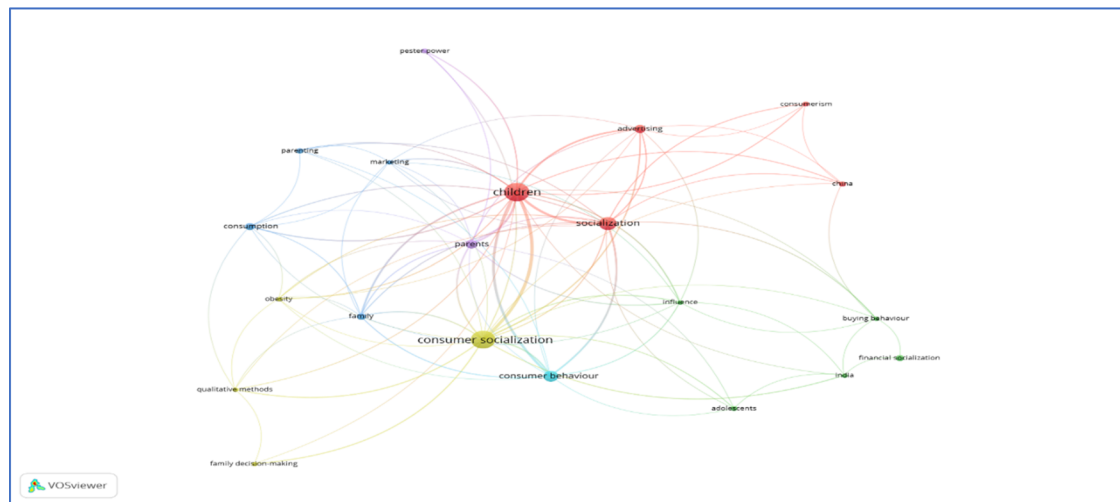 pester power
consumerism
advertising
parenting
marketing
china
children
socialization
consumption
parents
obesity
influence
family
buying behaviour
consumer socialization
financial socialization
consumer behaviour
india
qualitative methods
adolescents
family decision-making
VOSviewer